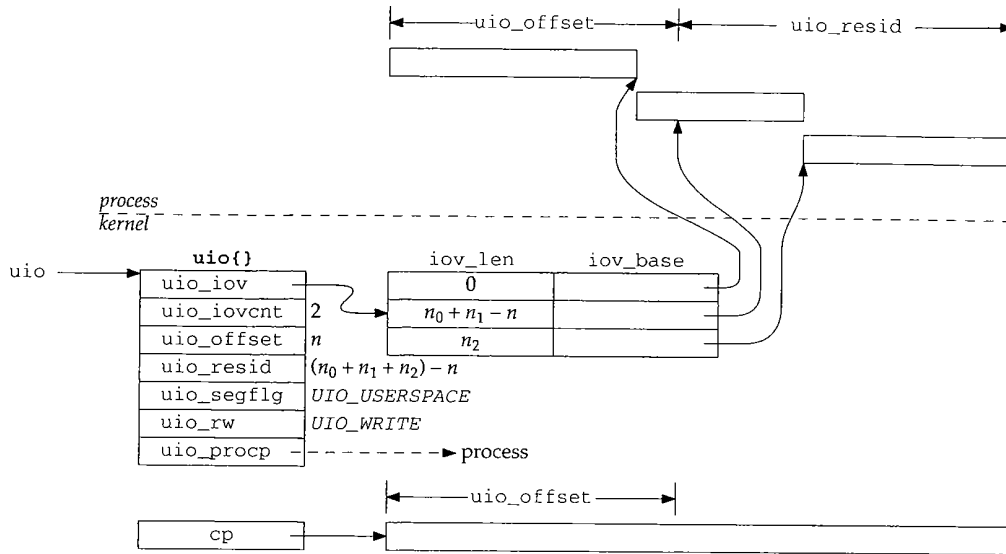 uio_offset uio_resid
process
kernel
uio{}
iov_len iov_base
uio
uio_iov
0
uio_iovcnt 2
n₀ + n₁ − n
uio_offset n
n₂
uio_resid (n₀ + n₁ + n₂) − n
uio_segflg UIO_USERSPACE
uio_rw UIO_WRITE
uio_procp process
uio_offset
cp